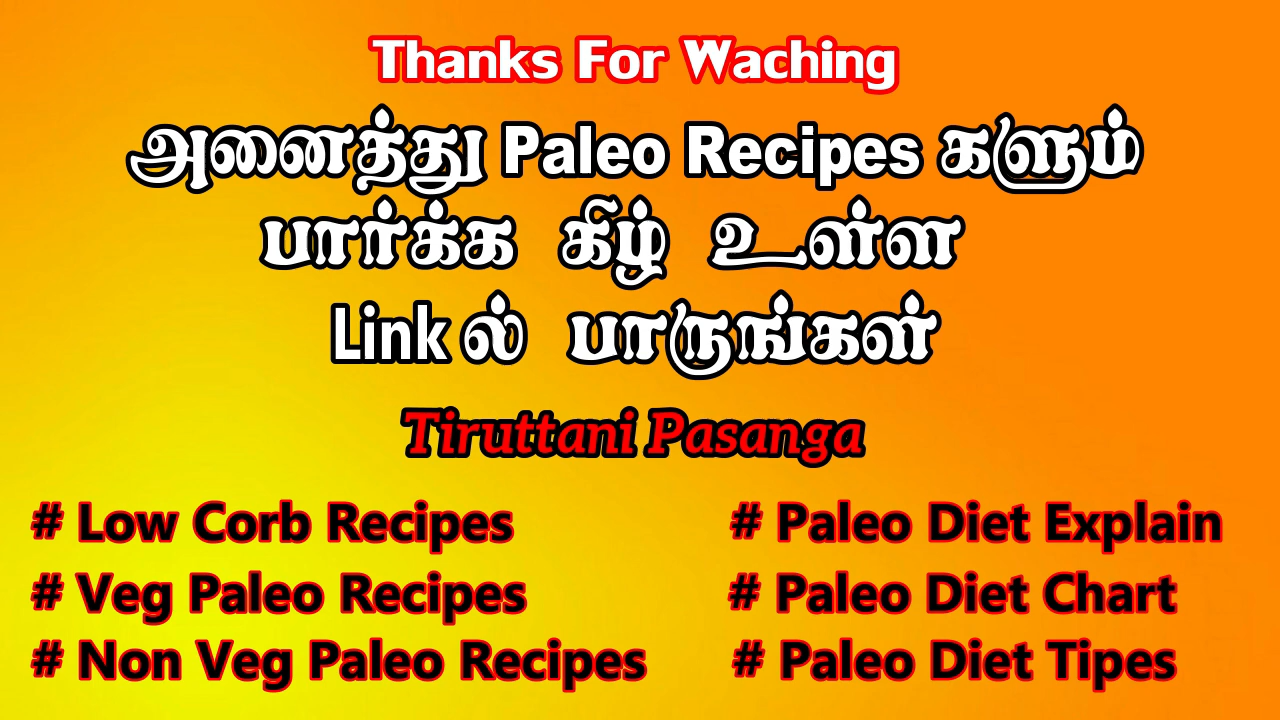 Thanks For Waching
அனைத்து Paleo Recipes களும்
பார்க்க கிழ் உள்ள
Link ல் பாருங்கள்
Tiruttani Pasanga
# Low Corb Recipes
# Veg Paleo Recipes
# Non Veg Paleo Recipes
# Paleo Diet Explain
# Paleo Diet Chart
# Paleo Diet Tipes